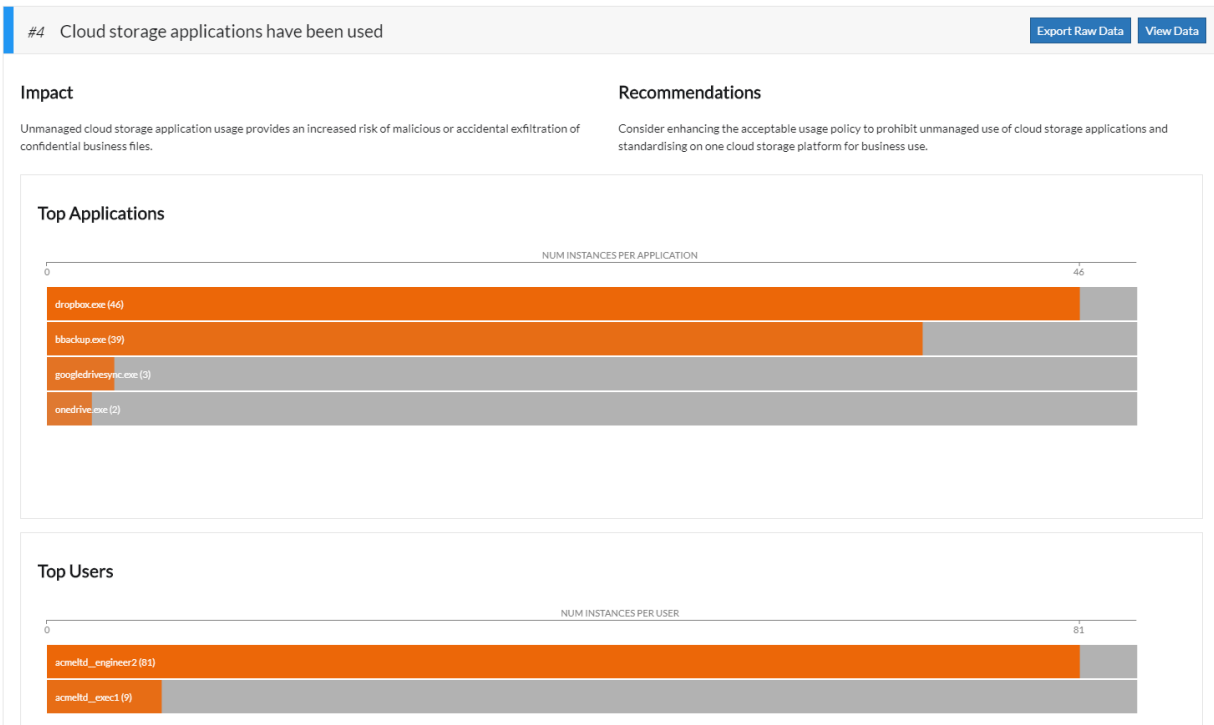 #4 Cloud storage applications have been used
Export Raw Data
View Data
Impact
Unmanaged cloud storage application usage provides an increased risk of malicious or accidental exfiltration of
confidential business files.
Recommendations
Consider enhancing the acceptable usage policy to prohibit unmanaged use of cloud storage applications and
standardising on one cloud storage platform for business use.
Top Applications
NUM INSTANCES PER APPLICATION
0 46
dropbox.exe (46)
bbackup.exe (39)
googledrivesync.exe (3)
onedrive.exe (2)
Top Users
NUM INSTANCES PER USER
0 81
acmeltd_engineer2 (81)
acmeltd_exec1 (9)